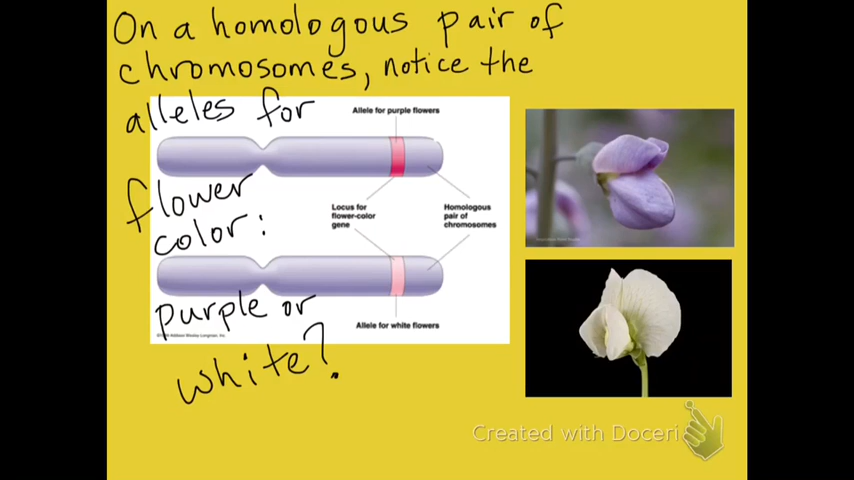 On a homologous pair of
chromosomes, notice the
alleles for
flower
color:
purple or
white?
Allele for purple flowers
Locus for
flower-color
gene
Homologous
pair of
chromosomes
Allele for white flowers
Created with Doceri